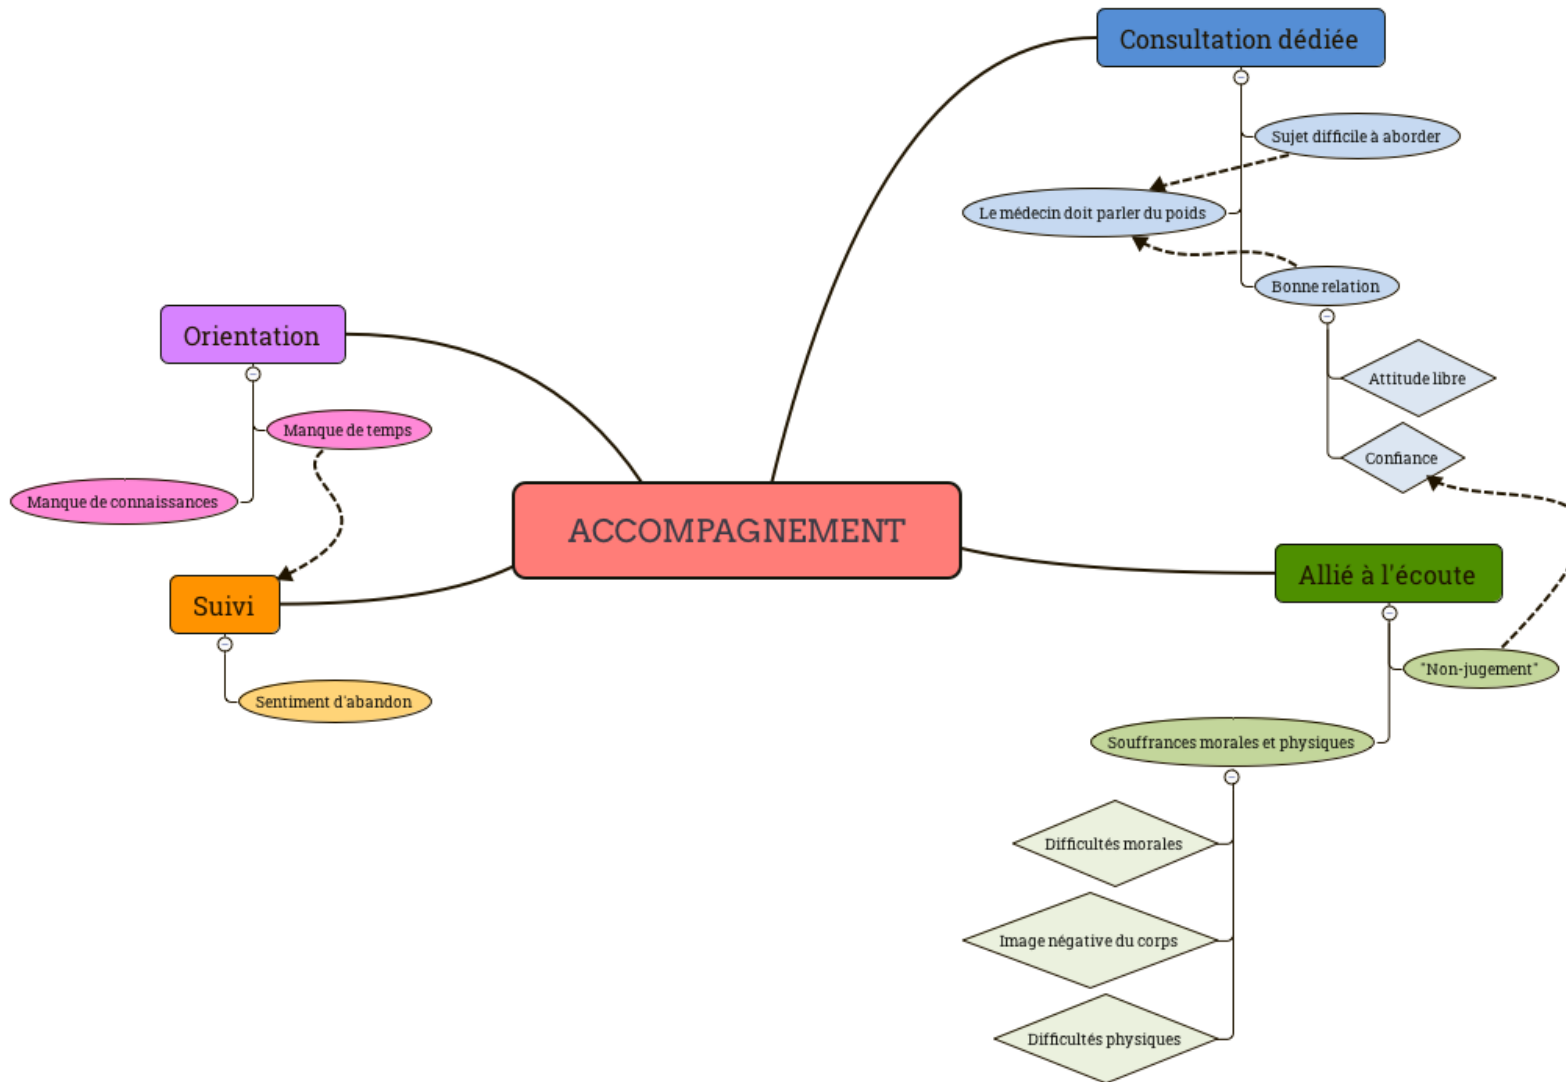 Consultation dédiée
Sujet difficile à aborder
Le médecin doit parler du poids
Bonne relation
Attitude libre
Confiance
Orientation
Manque de temps
Manque de connaissances
ACCOMPAGNEMENT
Allié à l'écoute
"Non-jugement"
Souffrances morales et physiques
Difficultés morales
Image négative du corps
Difficultés physiques
Suivi
Sentiment d'abandon